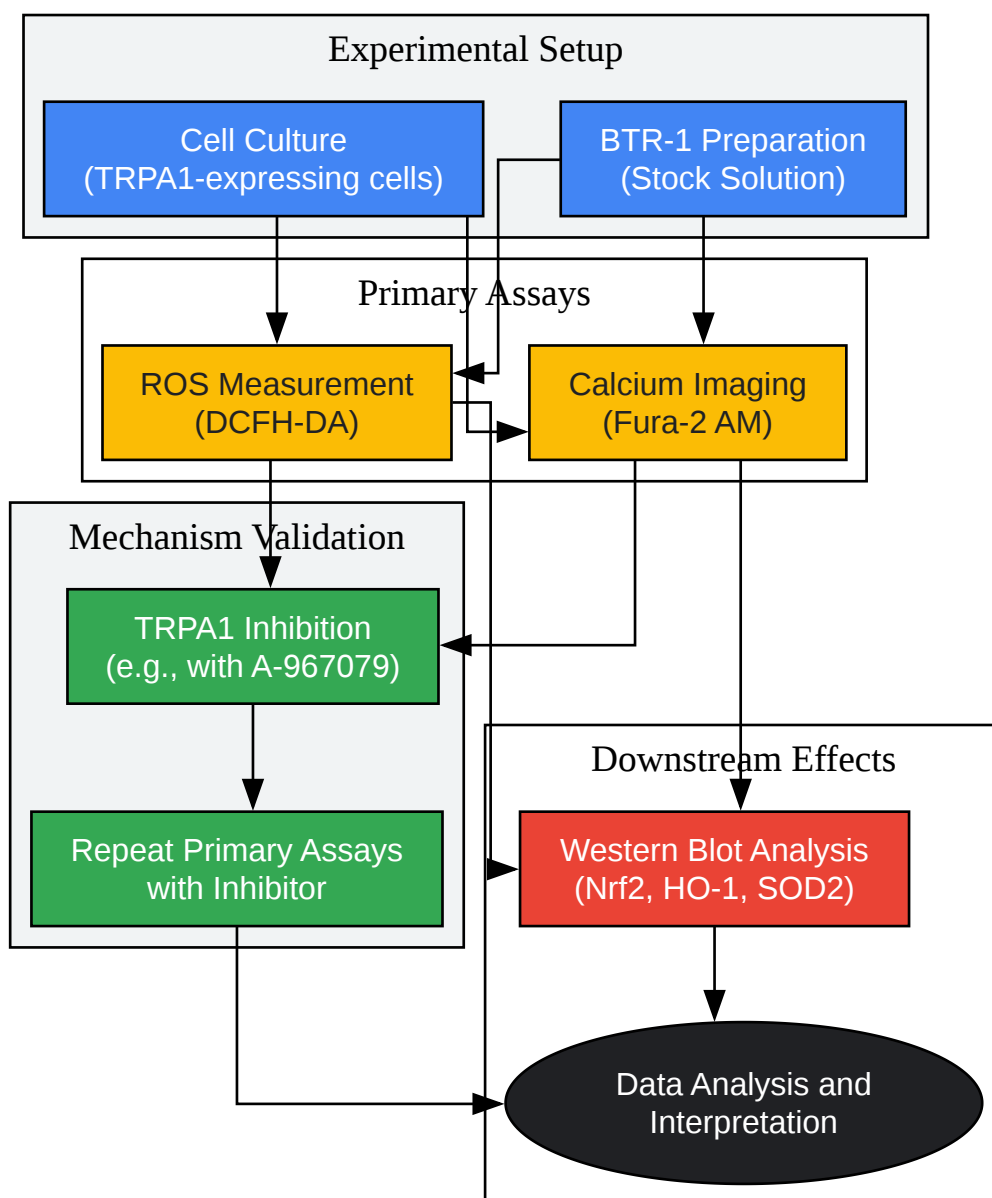 Experimental Setup
Cell Culture
(TRPA1-expressing cells)
BTR-1 Preparation
(Stock Solution)
Primary Assays
ROS Measurement
(DCFH-DA)
Calcium Imaging
(Fura-2 AM)
Mechanism Validation
TRPA1 Inhibition
(e.g., with A-967079)
Repeat Primary Assays
with Inhibitor
Downstream Effects
Western Blot Analysis
(Nrf2, HO-1, SOD2)
Data Analysis and
Interpretation